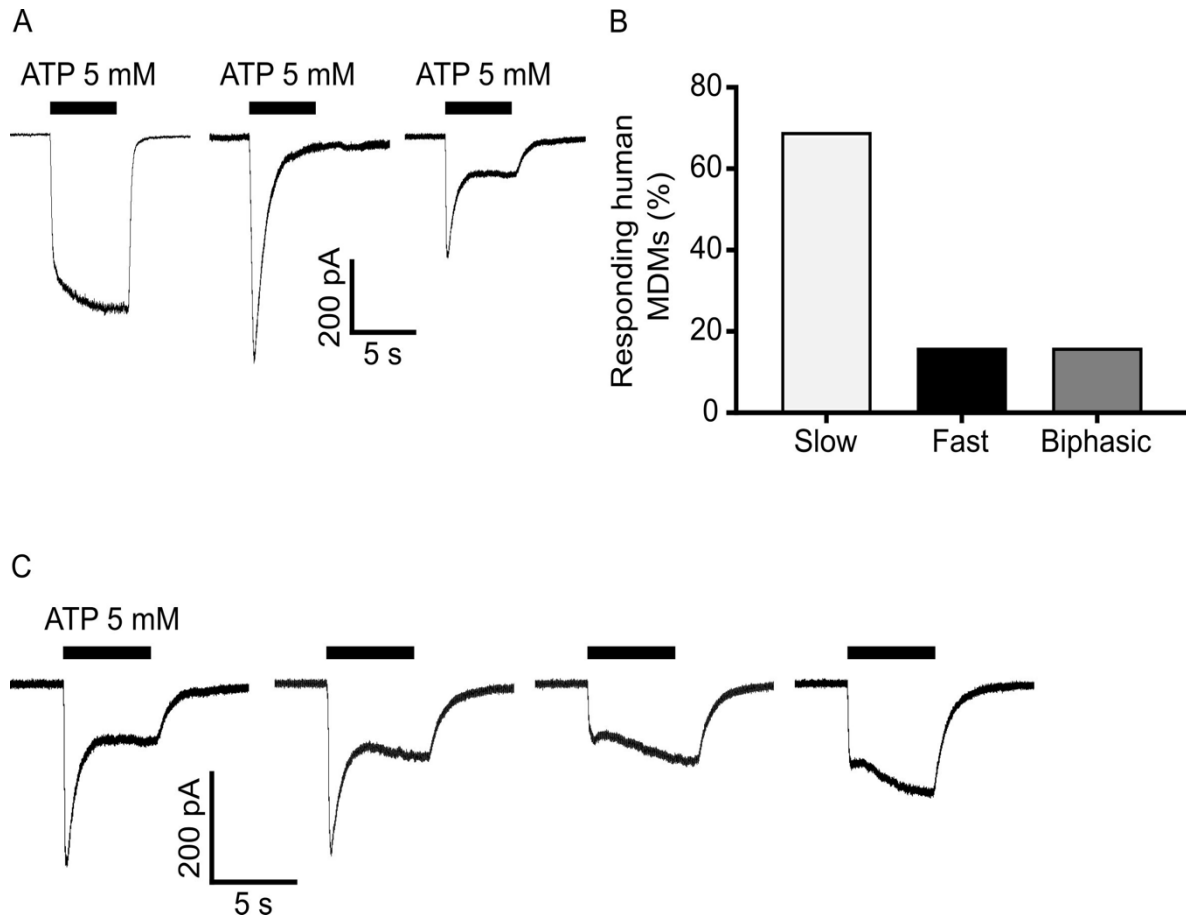 A
ATP 5 mM
ATP 5 mM
ATP 5 mM
200 pA
5 s
B
Responding human
MDMs (%)
80
60
40
20
0
Slow
Fast
Biphasic
C
ATP 5 mM
200 pA
5 s